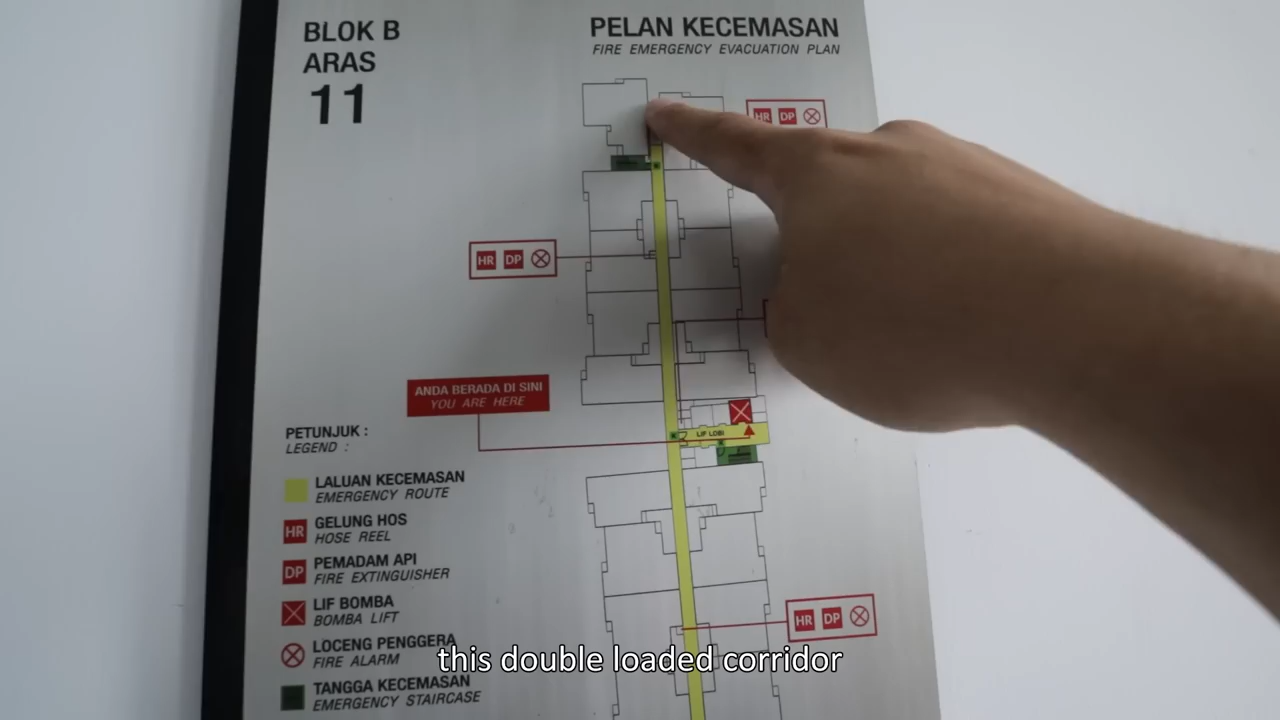 BLOK B
ARAS
11
PELAN KECEMASAN
FIRE EMERGENCY EVACUATION PLAN
HR DP
HR DP
ANDA BERADA DI SINI
YOU ARE HERE
LIF LOBI
PETUNJUK :
LEGEND :
LALUAN KECEMASAN
EMERGENCY ROUTE
HR
GELUNG HOS
HOSE REEL
DP
PEMADAM API
FIRE EXTINGUISHER
LIF BOMBA
BOMBA LIFT
LOCENG PENGGERA
FIRE ALARM
TANGGA KECEMASAN
EMERGENCY STAIRCASE
HR DP
this double loaded corridor